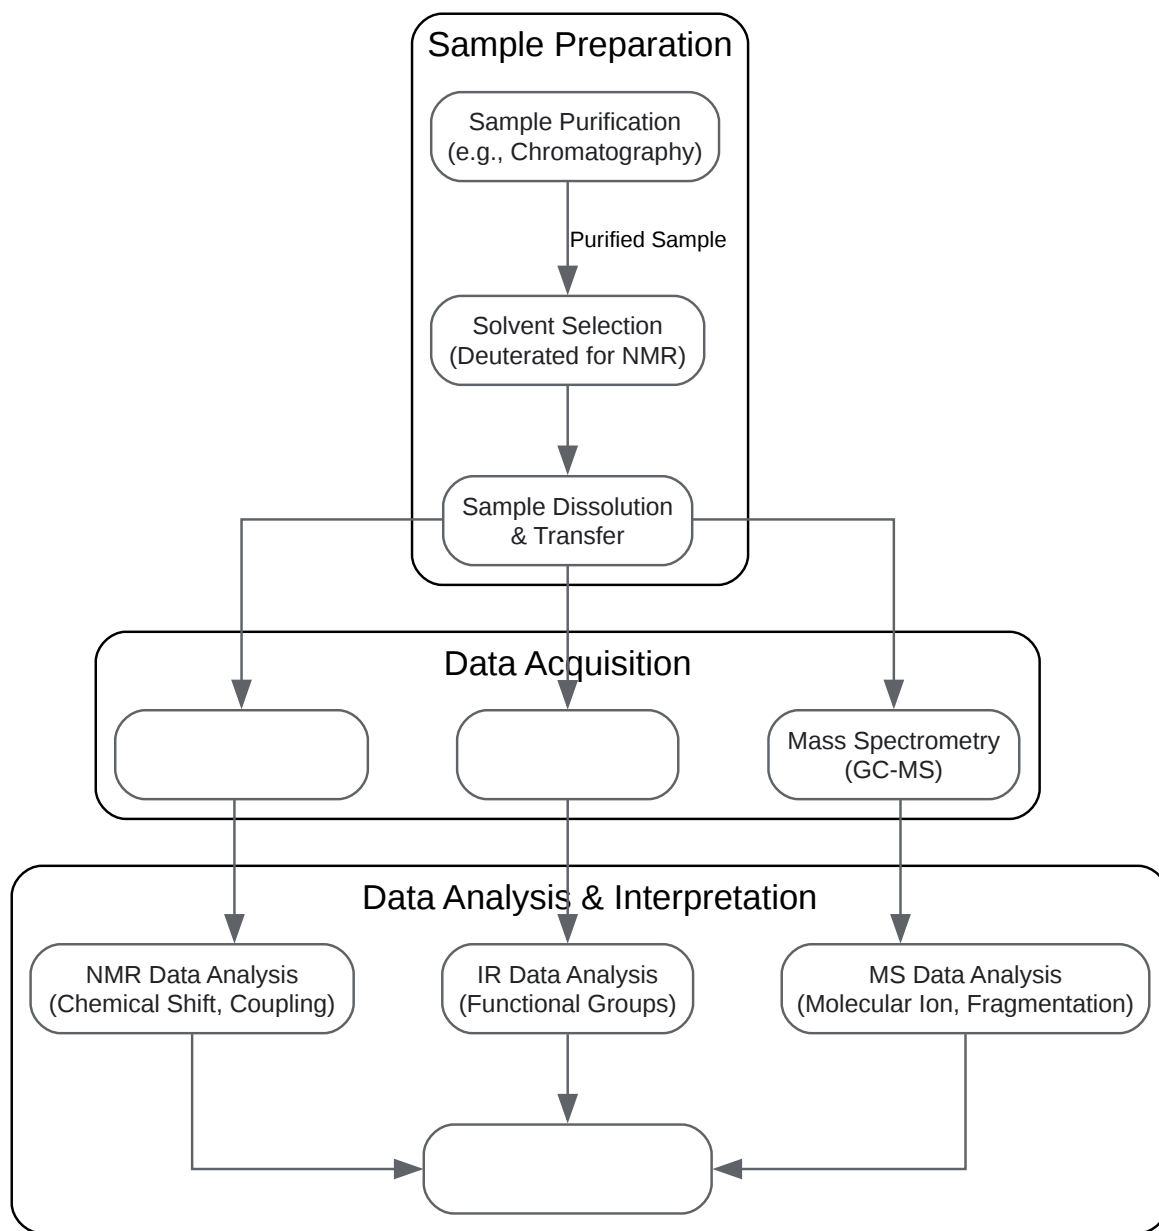 Sample Preparation
Sample Purification
(e.g., Chromatography)
Purified Sample
Solvent Selection
(Deuterated for NMR)
Sample Dissolution
& Transfer
Data Acquisition
Mass Spectrometry
(GC-MS)
Data Analysis & Interpretation
NMR Data Analysis
(Chemical Shift, Coupling)
IR Data Analysis
(Functional Groups)
MS Data Analysis
(Molecular Ion, Fragmentation)